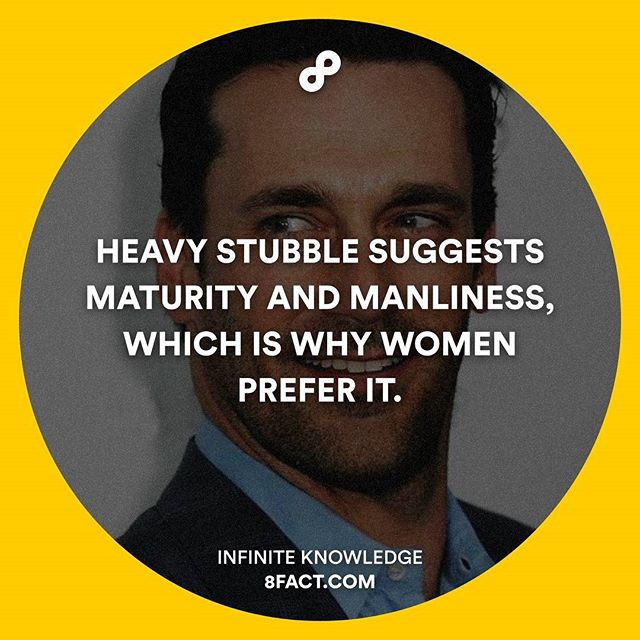 HEAVY STUBBLE SUGGESTS
MATURITY AND MANLINESS,
WHICH IS WHY WOMEN
PREFER IT.
INFINITE KNOWLEDGE
8FACT.COM